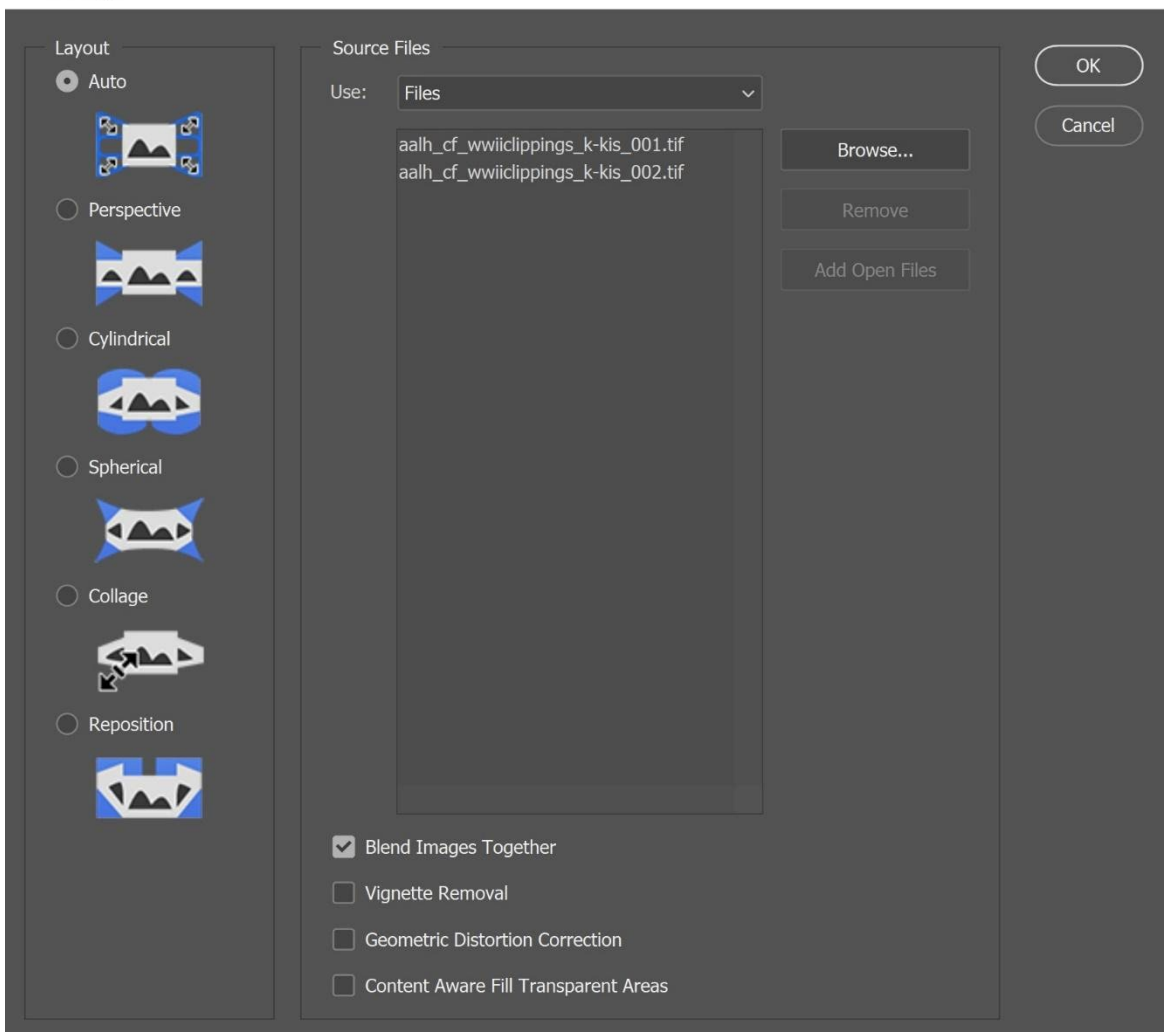 Layout
Auto
Perspective
Cylindrical
Spherical
Collage
Reposition
Source Files
Use: Files
aalh_cf_wwiiclippings_k-kis_001.tif
aalh_cf_wwiiclippings_k-kis_002.tif
Browse...
Remove
Add Open Files
Blend Images Together
Vignette Removal
Geometric Distortion Correction
Content Aware Fill Transparent Areas
OK
Cancel